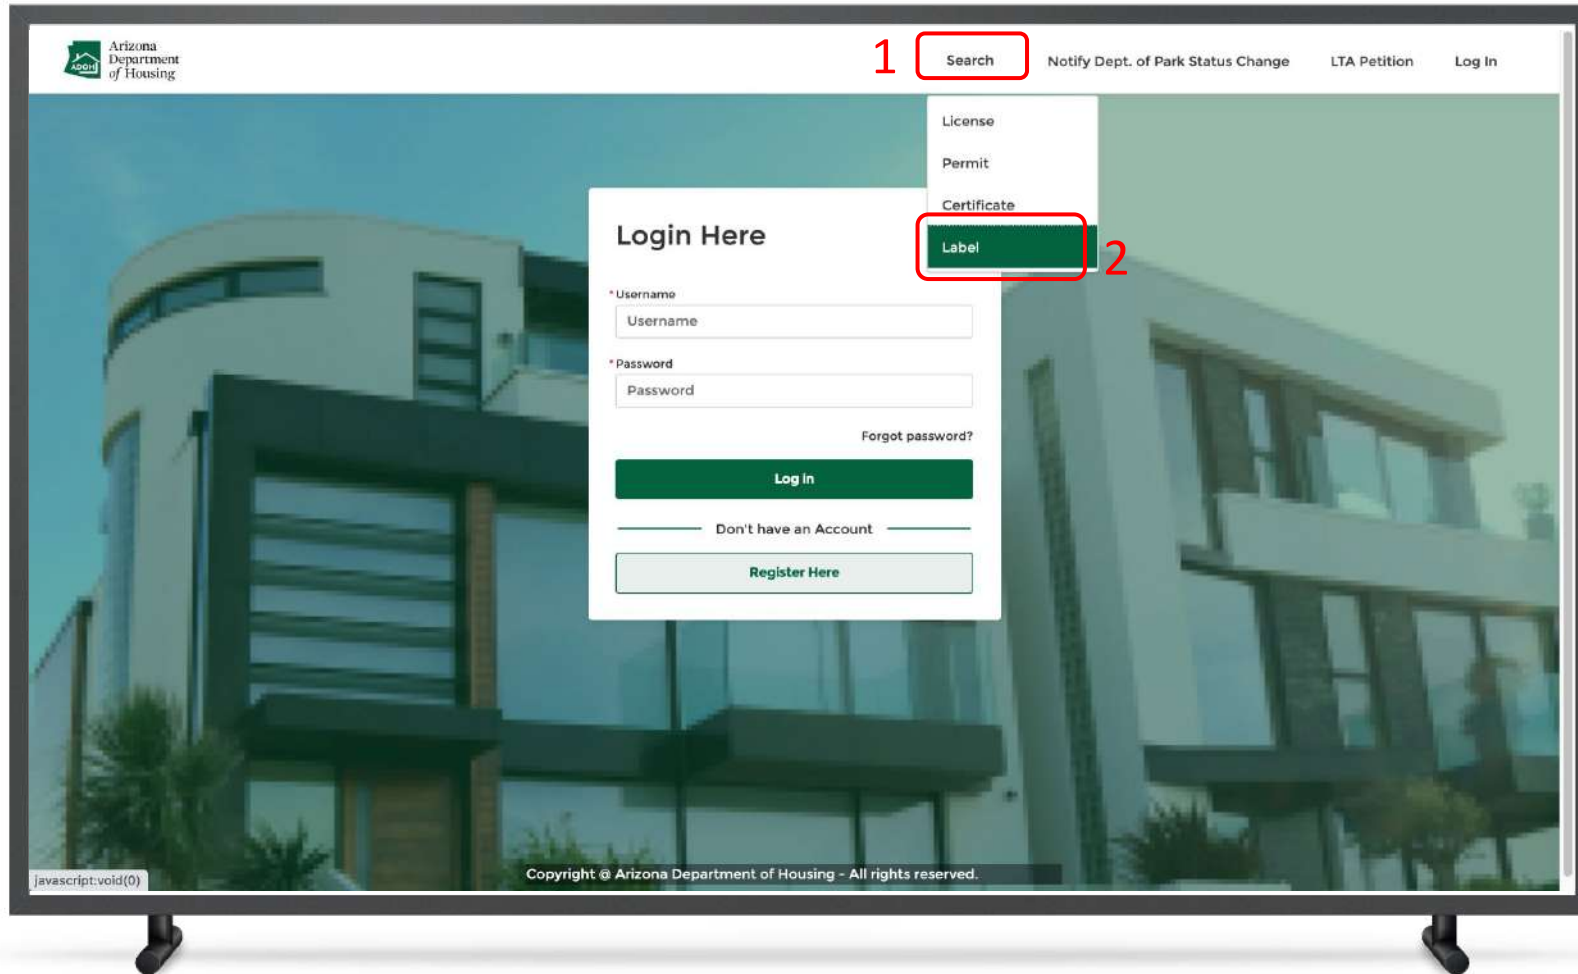 Arizona
Department
of Housing
ADOH
1
Search
Notify Dept. of Park Status Change
LTA Petition
Log In
License
Permit
Certificate
Label
2
Login Here
*Username
Username
*Password
Password
Forgot password?
Log in
Don't have an Account
Register Here
Copyright @ Arizona Department of Housing - All rights reserved.
javascript:void(0)